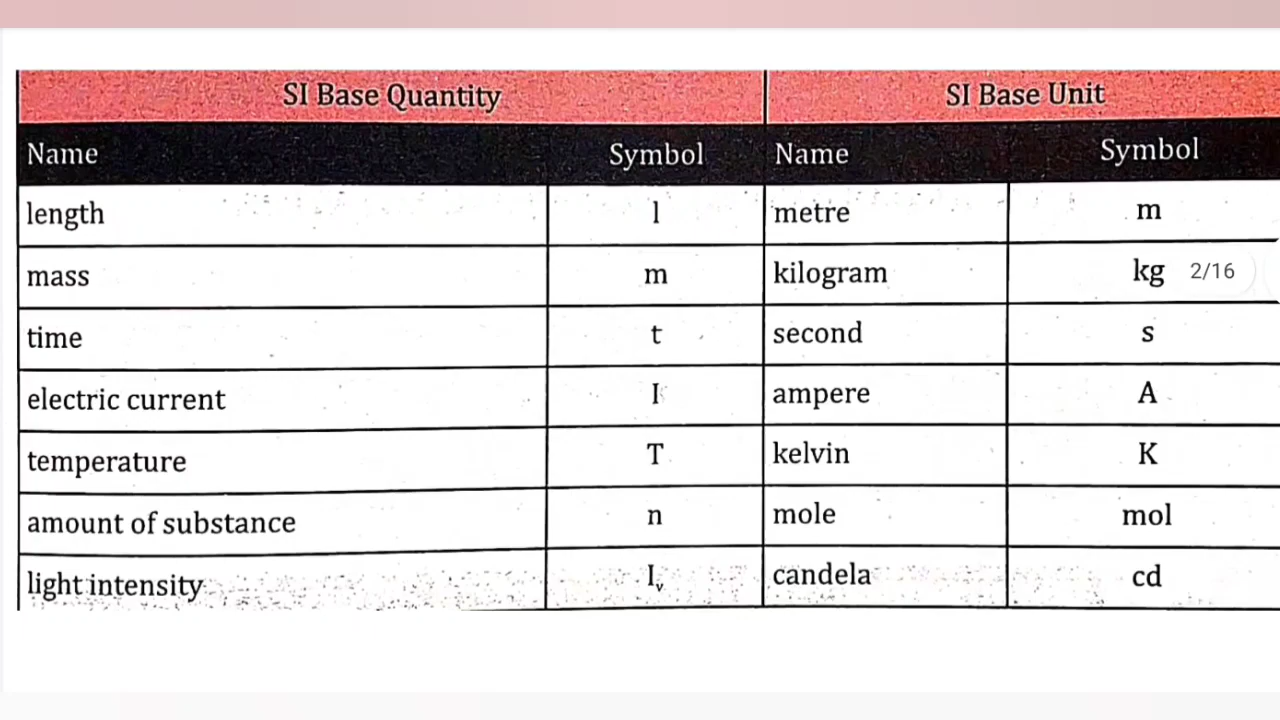 SI Base Quantity SI Base Unit
Name Symbol Name Symbol
length l metre m
mass m kilogram kg 2/16
time t second s
electric current I ampere A
temperature T kelvin K
amount of substance n mole mol
light intensity Iᵥ candela cd